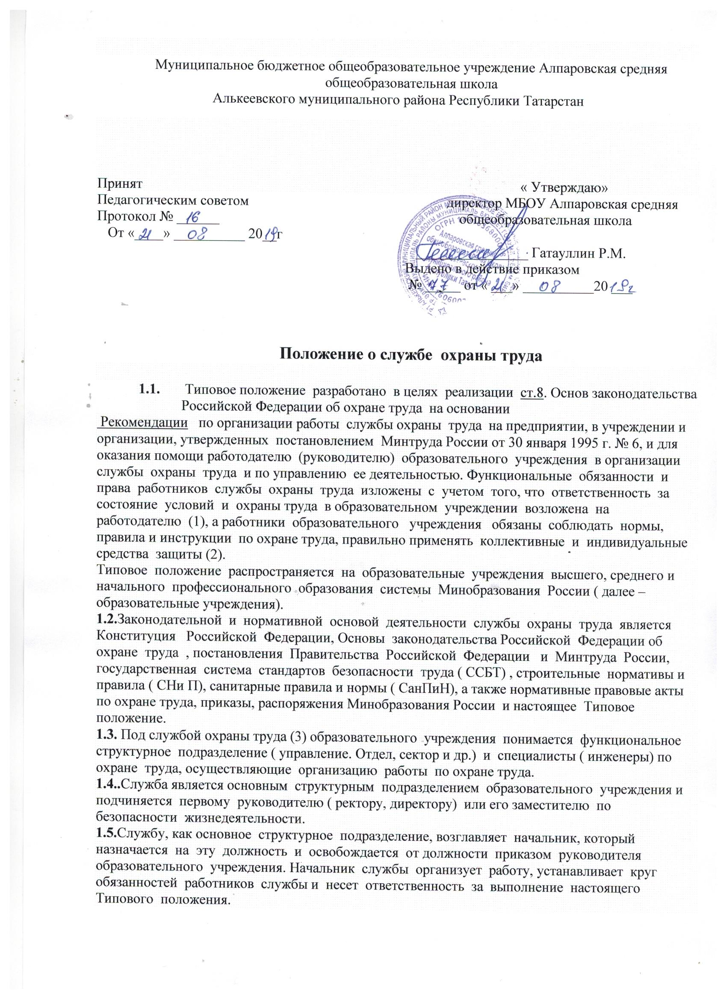 Муниципальное бюджетное общеобразовательное учреждение Алпаровская средняя
общеобразовательная школа
Алькеевского муниципального района Республики Татарстан
Принят
Педагогическим советом
Протокол № 16
От «21» 08 2019г
« Утверждаю»
директор МБОУ Алпаровская средняя
общеобразовательная школа
Гатауллин Р.М.
Выдено в действие приказом
№ 77 от « 21 » 08 2019г
Алпаровская средняя
общеобразовательная школа
муниципального района
Положение о службе охраны труда
1.1. Типовое положение разработано в целях реализации ст.8. Основ законодательства
Российской Федерации об охране труда на основании
Рекомендации по организации работы службы охраны труда на предприятии, в учреждении и
организации, утвержденных постановлением Минтруда России от 30 января 1995 г. № 6, и для
оказания помощи работодателю (руководителю) образовательного учреждения в организации
службы охраны труда и по управлению ее деятельностью. Функциональные обязанности и
права работников службы охраны труда изложены с учетом того, что ответственность за
состояние условий и охраны труда в образовательном учреждении возложена на
работодателю (1), а работники образовательного учреждения обязаны соблюдать нормы,
правила и инструкции по охране труда, правильно применять коллективные и индивидуальные
средства защиты (2).
Типовое положение распространяется на образовательные учреждения высшего, среднего и
начального профессионального образования системы Минобразования России ( далее –
образовательные учреждения).
1.2.Законодательной и нормативной основой деятельности службы охраны труда является
Конституция Российской Федерации, Основы законодательства Российской Федерации об
охране труда , постановления Правительства Российской Федерации и Минтруда России,
государственная система стандартов безопасности труда ( ССБТ) , строительные нормативы и
правила ( СНи П), санитарные правила и нормы ( СанПиН), а также нормативные правовые акты
по охране труда, приказы, распоряжения Минобразования России и настоящее Типовое
положение.
1.3. Под службой охраны труда (3) образовательного учреждения понимается функциональное
структурное подразделение ( управление. Отдел, сектор и др.) и специалисты ( инженеры) по
охране труда, осуществляющие организацию работы по охране труда.
1.4..Служба является основным структурным подразделением образовательного учреждения и
подчиняется первому руководителю ( ректору, директору) или его заместителю по
безопасности жизнедеятельности.
1.5.Службу, как основное структурное подразделение, возглавляет начальник, который
назначается на эту должность и освобождается от должности приказом руководителя
образовательного учреждения. Начальник службы организует работу, устанавливает круг
обязанностей работников службы и несет ответственность за выполнение настоящего
Типового положения.